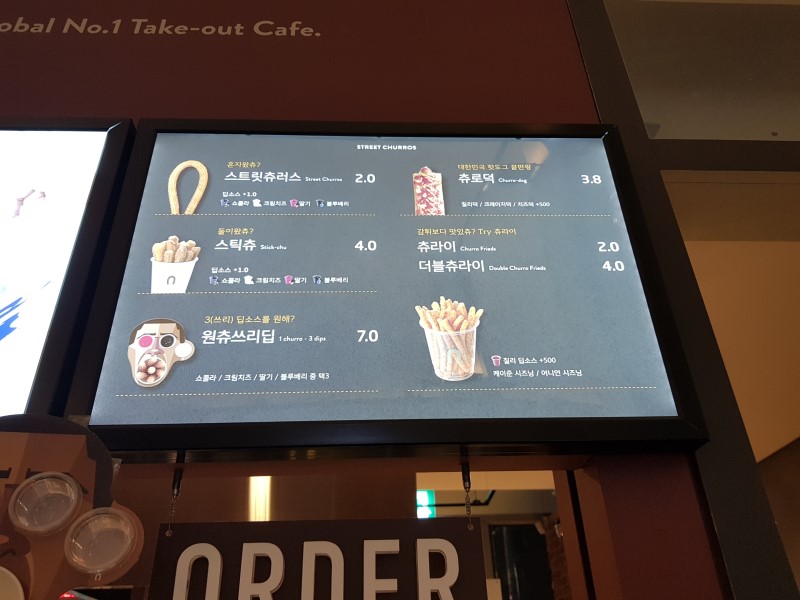 obal No.1 Take-out Cafe.
STREET CHURROS
혼자왔츄?
스트릿츄러스 Street Churros 2.0
딥소스 +1.0
쇼콜라 크림치즈 딸기 블루베리
둘이왔츄?
스틱츄 Stick-chu 4.0
딥소스 +1.0
쇼콜라 크림치즈 딸기 블루베리
3(쓰리) 딥소스를 원해?
원츄쓰리딥 1 churro - 3 dips 7.0
쇼콜라 / 크림치즈 / 딸기 / 블루베리 중 택3
대한민국 핫도그 끝판왕
츄로덕 Churro-dog 3.8
칠리덕 / 크레이지덕 / 치즈덕 +500
감튀보다 맛있츄? Try 츄라이
츄라이 Churro Frieds 2.0
더블츄라이 Double Churro Frieds 4.0
칠리 딥소스 +500
케이준 시즈닝 / 어니언 시즈닝
ORDER